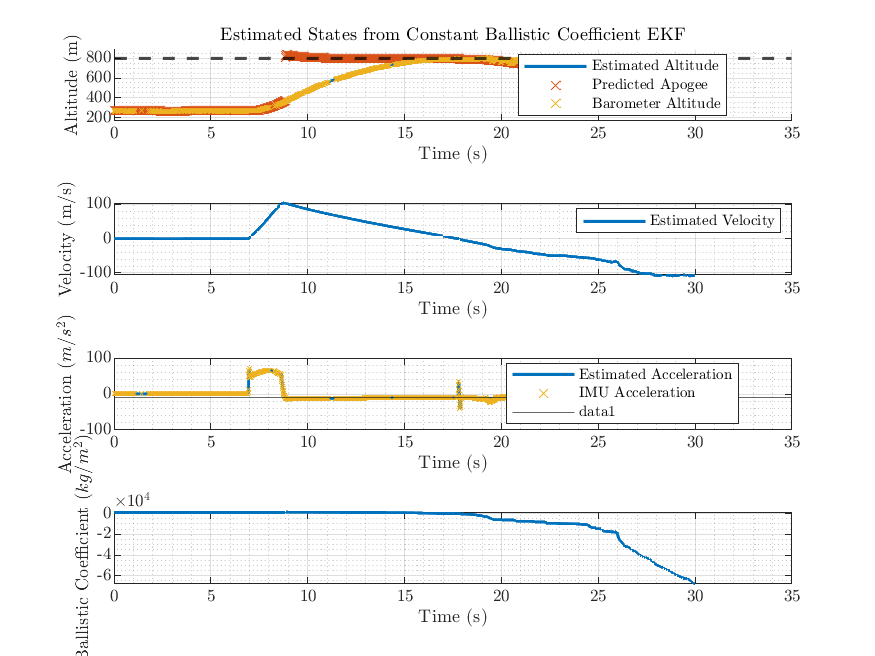 Estimated States from Constant Ballistic Coefficient EKF
Altitude (m)
800
600
400
200
Estimated Altitude
Predicted Apogee
Barometer Altitude
0 5 10 15 20 25 30 35
Time (s)
Velocity (m/s)
100
0
-100
Estimated Velocity
0 5 10 15 20 25 30 35
Time (s)
Acceleration (m/s²)
100
0
-100
Estimated Acceleration
IMU Acceleration
data1
0 5 10 15 20 25 30 35
Time (s)
Ballistic Coefficient (kg/m²)
×10⁴
0
-2
-4
-6
0 5 10 15 20 25 30 35
Time (s)